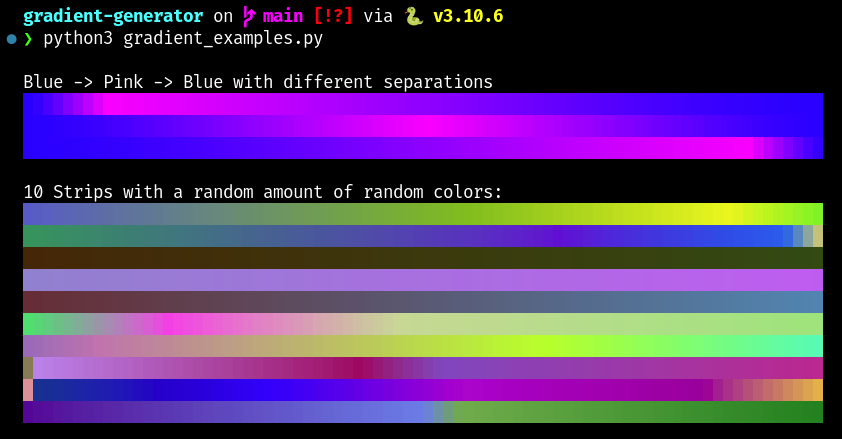 gradient-generator on main [!?] via v3.10.6
❯ python3 gradient_examples.py
Blue -> Pink -> Blue with different separations
10 Strips with a random amount of random colors: